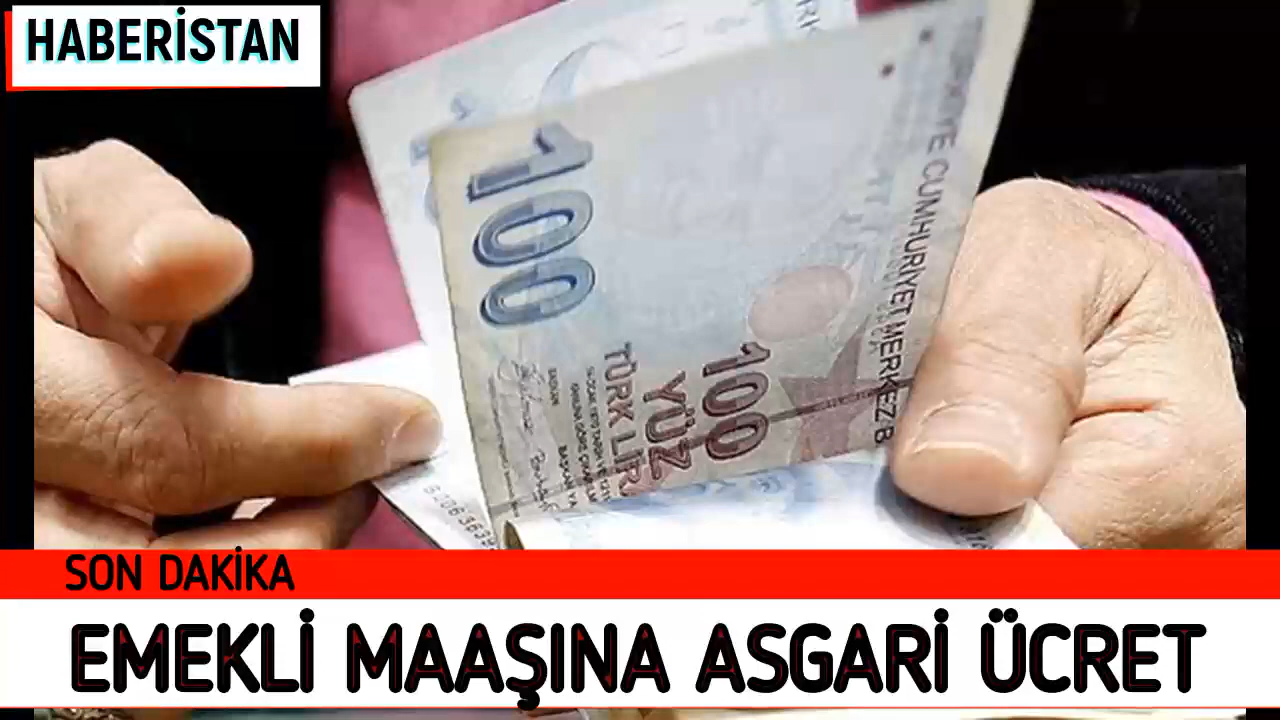 HABERİSTAN
100
TÜRKİYE CUMHURİYET MERKEZ B
100
YÜZ
TÜRK LİRA
BAŞKAN
SON DAKİKA
EMEKLİ MAAŞINA ASGARİ ÜCRET